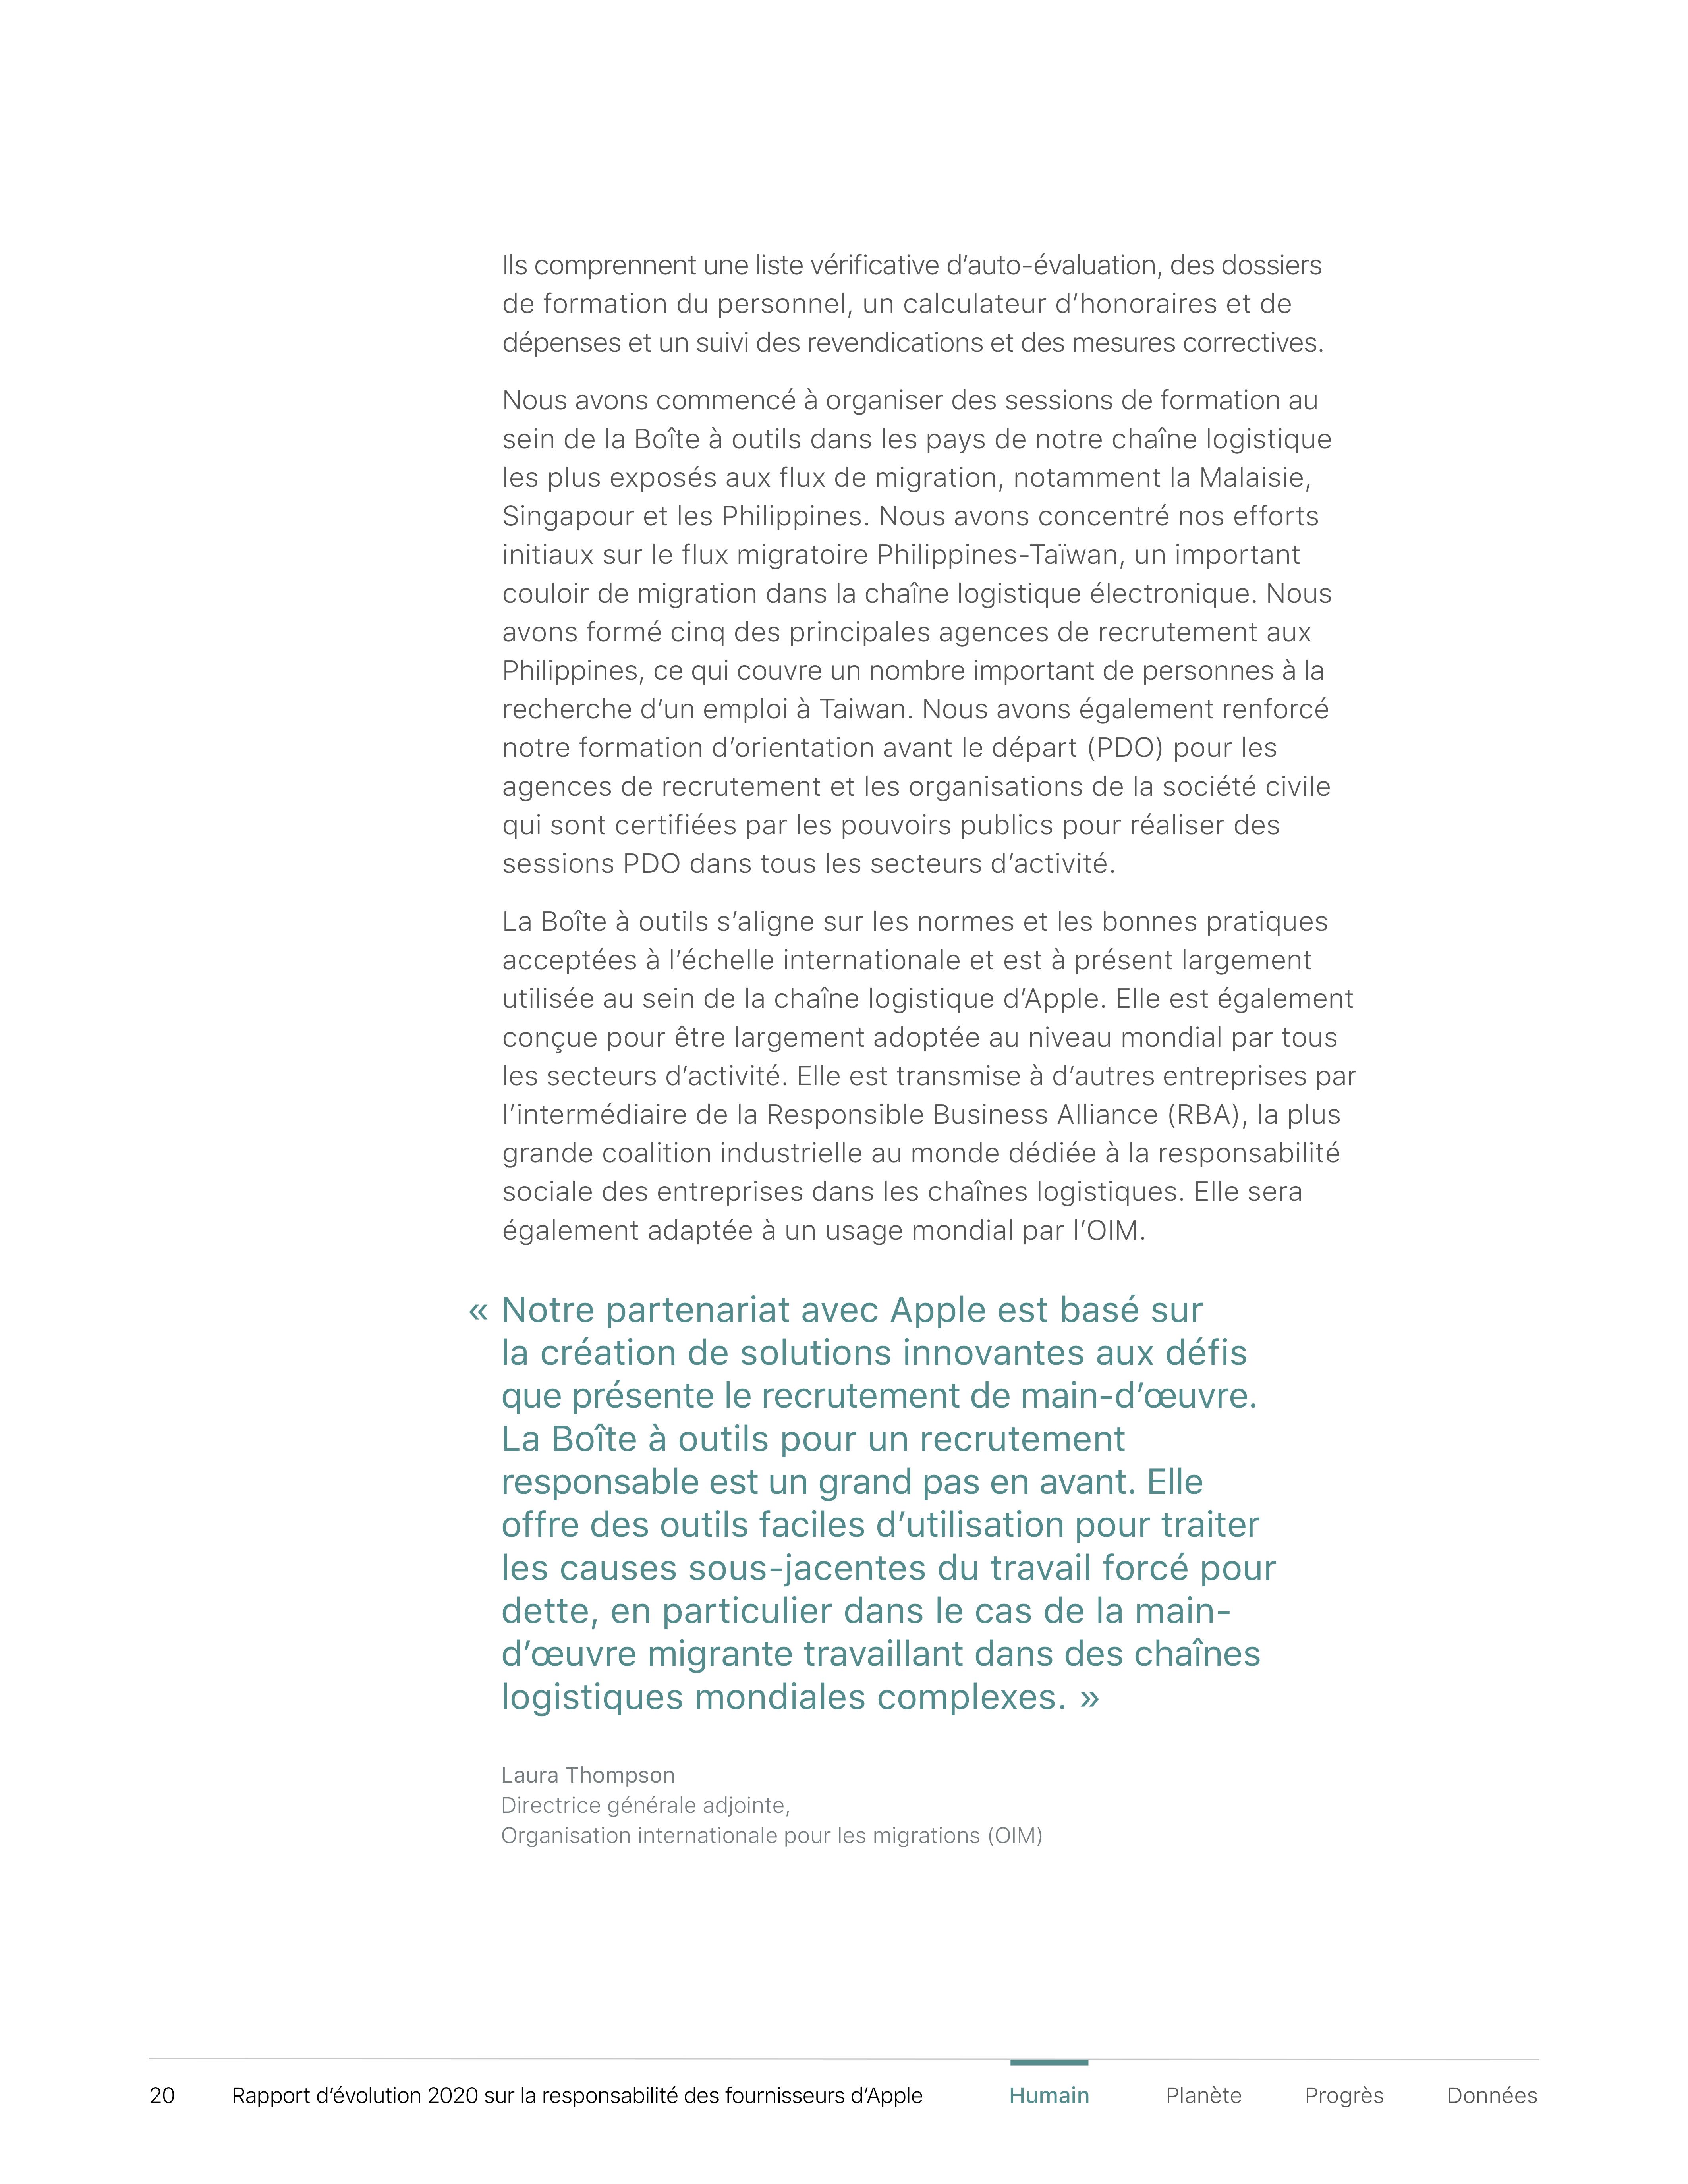 Ils comprennent une liste vérificative d’auto-évaluation, des dossiers
de formation du personnel, un calculateur d’honoraires et de
dépenses et un suivi des revendications et des mesures correctives.
Nous avons commencé à organiser des sessions de formation au
sein de la Boîte à outils dans les pays de notre chaîne logistique
les plus exposés aux flux de migration, notamment la Malaisie,
Singapour et les Philippines. Nous avons concentré nos efforts
initiaux sur le flux migratoire Philippines-Taïwan, un important
couloir de migration dans la chaîne logistique électronique. Nous
avons formé cinq des principales agences de recrutement aux
Philippines, ce qui couvre un nombre important de personnes à la
recherche d’un emploi à Taiwan. Nous avons également renforcé
notre formation d’orientation avant le départ (PDO) pour les
agences de recrutement et les organisations de la société civile
qui sont certifiées par les pouvoirs publics pour réaliser des
sessions PDO dans tous les secteurs d’activité.
La Boîte à outils s’aligne sur les normes et les bonnes pratiques
acceptées à l’échelle internationale et est à présent largement
utilisée au sein de la chaîne logistique d’Apple. Elle est également
conçue pour être largement adoptée au niveau mondial par tous
les secteurs d’activité. Elle est transmise à d’autres entreprises par
l’intermédiaire de la Responsible Business Alliance (RBA), la plus
grande coalition industrielle au monde dédiée à la responsabilité
sociale des entreprises dans les chaînes logistiques. Elle sera
également adaptée à un usage mondial par l’OIM.
« Notre partenariat avec Apple est basé sur
la création de solutions innovantes aux défis
que présente le recrutement de main-d’œuvre.
La Boîte à outils pour un recrutement
responsable est un grand pas en avant. Elle
offre des outils faciles d’utilisation pour traiter
les causes sous-jacentes du travail forcé pour
dette, en particulier dans le cas de la main-
d’œuvre migrante travaillant dans des chaînes
logistiques mondiales complexes. »
Laura Thompson
Directrice générale adjointe,
Organisation internationale pour les migrations (OIM)
20 Rapport d’évolution 2020 sur la responsabilité des fournisseurs d’Apple Humain Planète Progrès Données